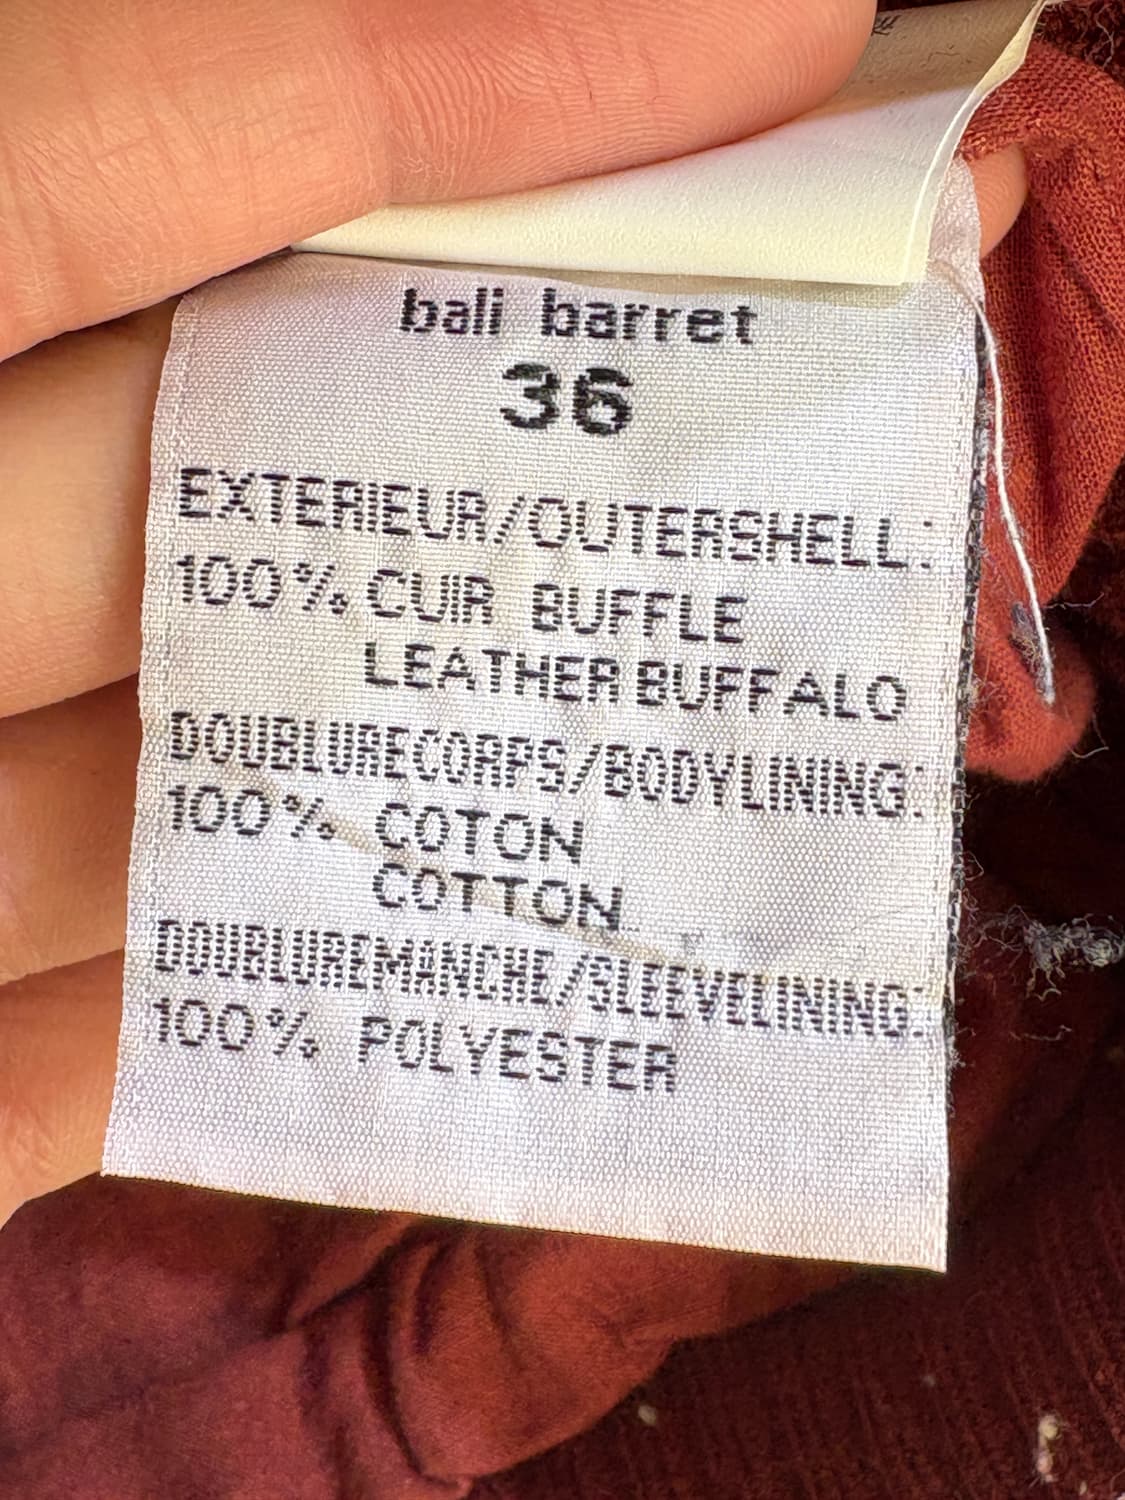 bali barret
36
EXTERIEUR/OUTERSHELL:
100% CUIR BUFFLE
LEATHER BUFFALO
DOUBLURECORPS/BODYLINING:
100% COTON
COTTON
DOUBLUREMANCHE/SLEEVELINING:
100% POLYESTER